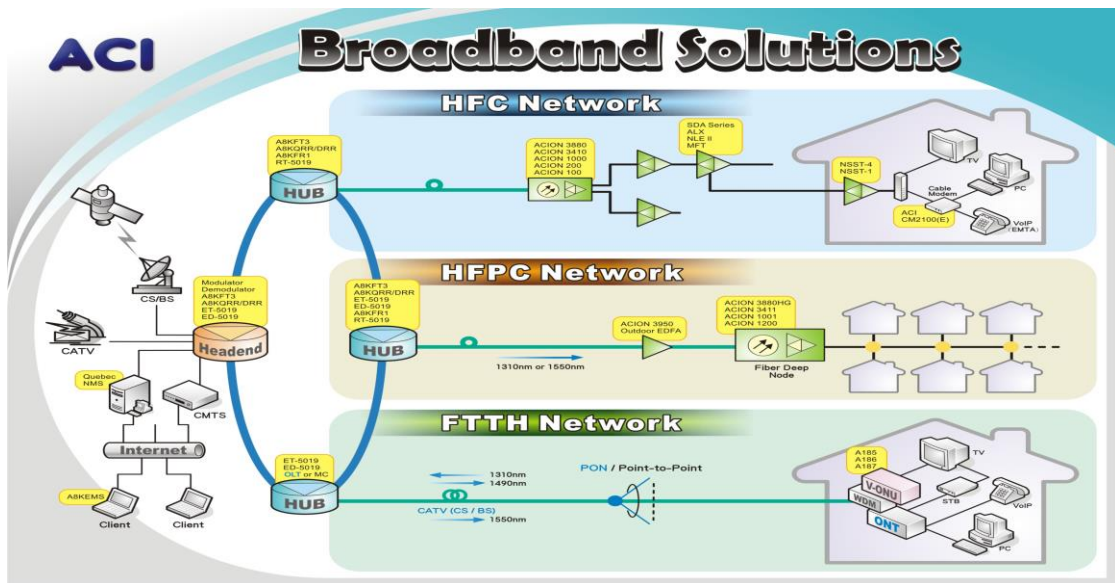 ACI
Broadband Solutions
HFC Network
A8KFT3
A8KQRR/DRR
A8KFR1
RT-5019
HUB
ACION 3880
ACION 3410
ACION 1000
ACION 200
ACION 100
SDA Series
ALX
NLE II
MFT
NSST-4
NSST-1
TV
PC
Cable
Modem
ACI
CM2100(E)
VoIP
(EMTA)
CS/BS
CATV
Modulator
Demodulator
A8KFT3
A8KQRR/DRR
ET-5019
ED-5019
Headend
Quebec
NMS
CMTS
Internet
A8KEMS
Client
Client
HFPC Network
A8KFT3
A8KQRR/DRR
ET-5019
ED-5019
A8KFR1
RT-5019
HUB
1310nm or 1550nm
ACION 3950
Outdoor EDFA
ACION 3880HG
ACION 3411
ACION 1001
ACION 1200
Fiber Deep
Node
FTTH Network
ET-5019
ED-5019
OLT or MC
HUB
1310nm
1490nm
CATV (CS / BS)
1550nm
PON / Point-to-Point
A185
A186
A187
V-ONU
WDM
ONT
TV
STB
VoIP
PC